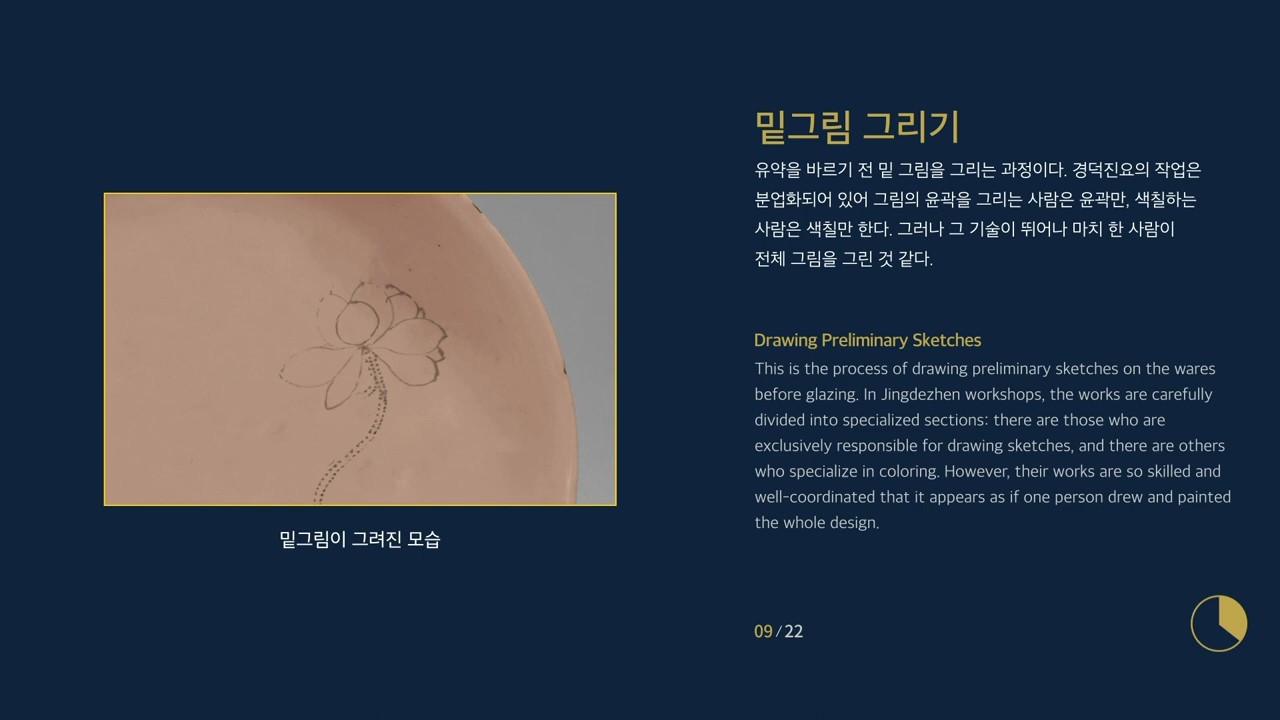 밑그림 그리기
유약을 바르기 전 밑 그림을 그리는 과정이다. 경덕진요의 작업은
분업화되어 있어 그림의 윤곽을 그리는 사람은 윤곽만, 색칠하는
사람은 색칠만 한다. 그러나 그 기술이 뛰어나 마치 한 사람이
전체 그림을 그린 것 같다.
Drawing Preliminary Sketches
This is the process of drawing preliminary sketches on the wares
before glazing. In Jingdezhen workshops, the works are carefully
divided into specialized sections: there are those who are
exclusively responsible for drawing sketches, and there are others
who specialize in coloring. However, their works are so skilled and
well-coordinated that it appears as if one person drew and painted
the whole design.
밑그림이 그려진 모습
09/22